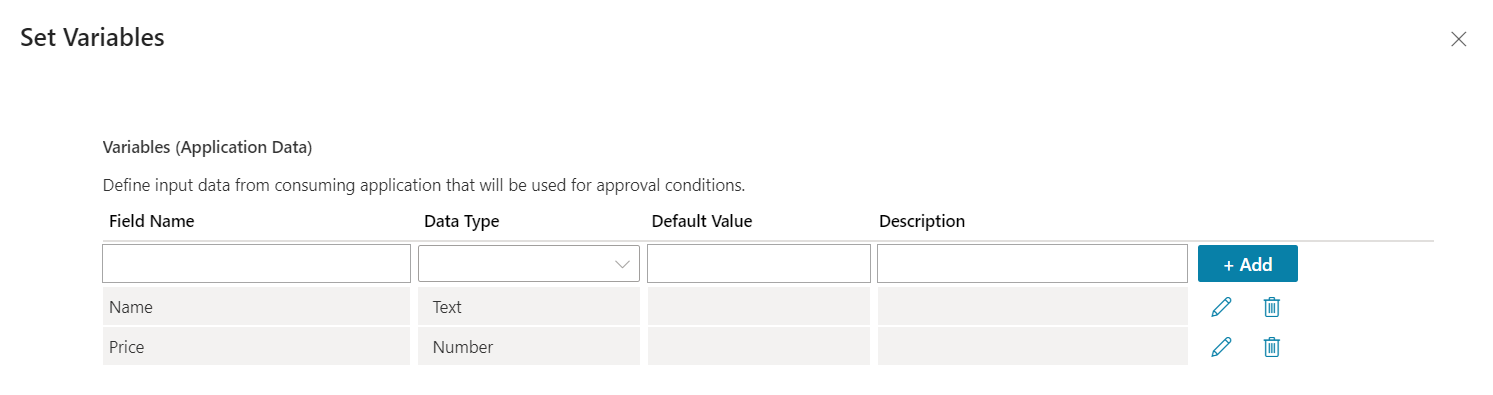 Set Variables
Variables (Application Data)
Define input data from consuming application that will be used for approval conditions.
Field Name Data Type Default Value Description
+ Add
Name Text
Price Number